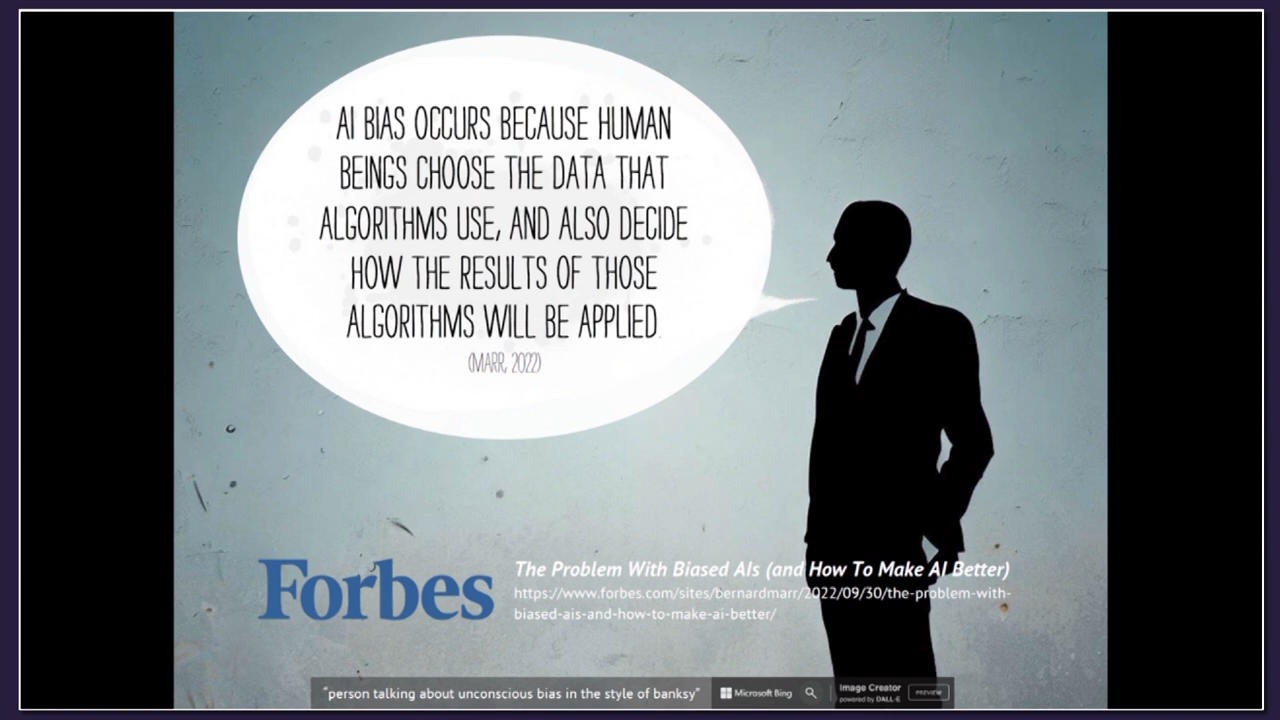 AI BIAS OCCURS BECAUSE HUMAN
BEINGS CHOOSE THE DATA THAT
ALGORITHMS USE, AND ALSO DECIDE
HOW THE RESULTS OF THOSE
ALGORITHMS WILL BE APPLIED.
(MARR, 2022)
Forbes
The Problem With Biased AIs (and How To Make AI Better)
https://www.forbes.com/sites/bernardmarr/2022/09/30/the-problem-with-
biased-ais-and-how-to-make-ai-better/
"person talking about unconscious bias in the style of banksy"
Microsoft Bing
Image Creator
powered by DALL·E
PREVIEW